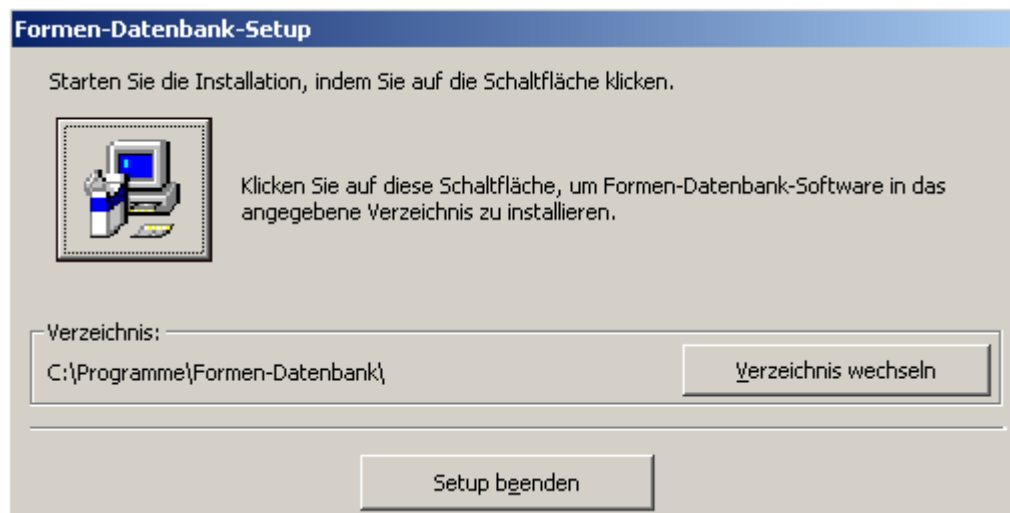 Formen-Datenbank-Setup
Starten Sie die Installation, indem Sie auf die Schaltfläche klicken.
Klicken Sie auf diese Schaltfläche, um Formen-Datenbank-Software in das
angegebene Verzeichnis zu installieren.
Verzeichnis:
C:\Programme\Formen-Datenbank\
Verzeichnis wechseln
Setup beenden